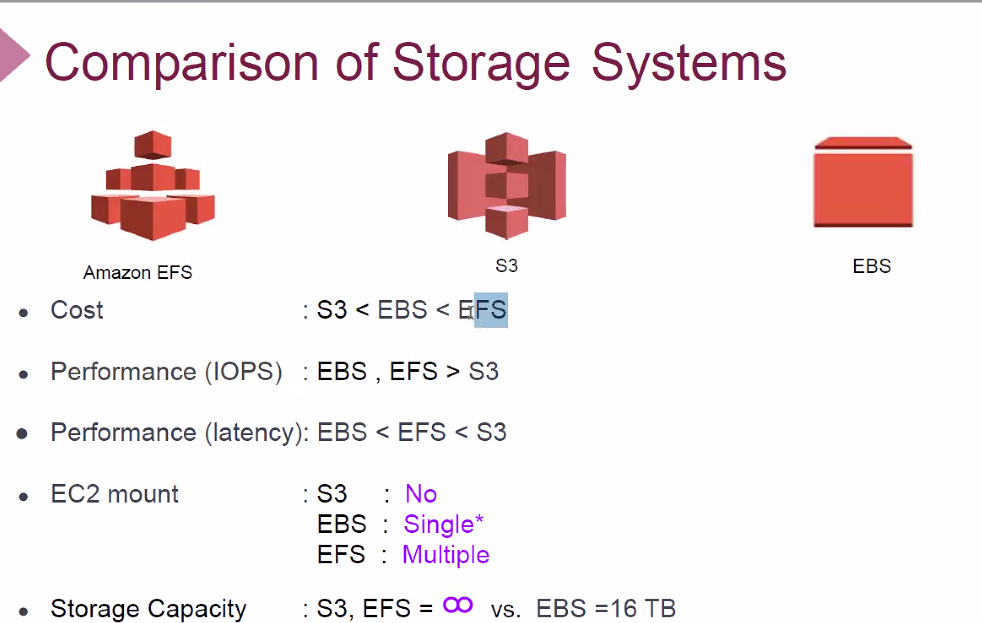 Comparison of Storage Systems
Amazon EFS
S3
EBS
• Cost : S3 < EBS < EFS
• Performance (IOPS) : EBS , EFS > S3
• Performance (latency): EBS < EFS < S3
• EC2 mount : S3 : No
EBS : Single*
EFS : Multiple
• Storage Capacity : S3, EFS = ∞ vs. EBS =16 TB